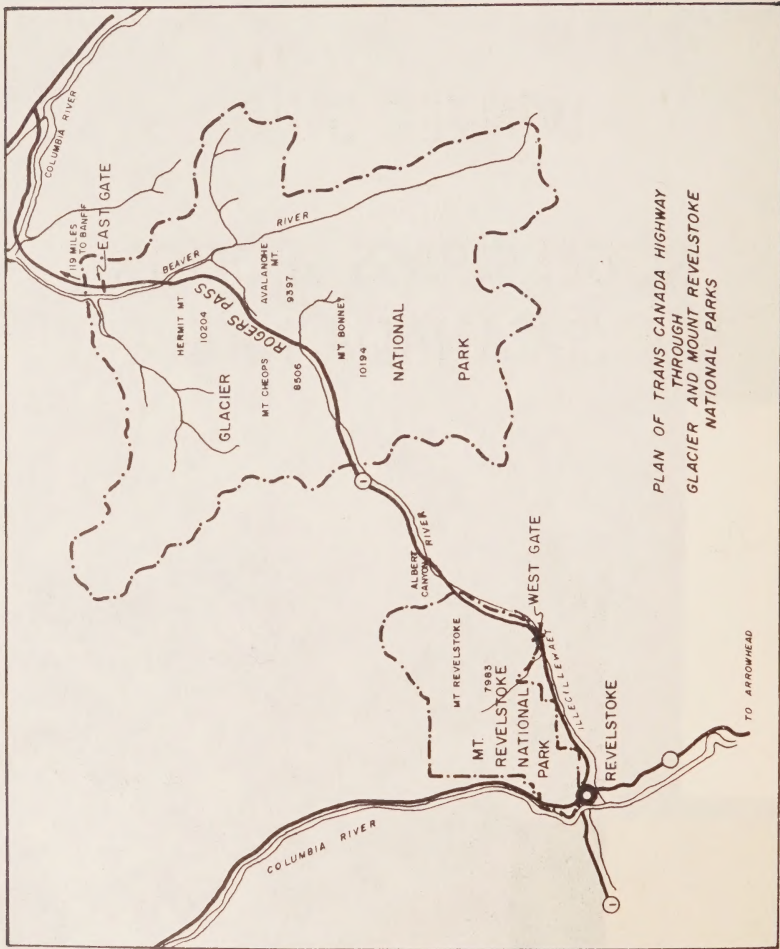 COLUMBIA RIVER
119 MILES
TO BANFF
EAST GATE
BEAVER
RIVER
HERMIT MT
10204
ROGERS PASS
AVALANCHE
MT.
9397
GLACIER
MT CHEOPS
8506
MT BONNEY
10194
NATIONAL
PARK
1
ALBERT
CANYON
RIVER
MT REVELSTOKE
7983
WEST GATE
ILLECILLEWAET
MT.
REVELSTOKE
NATIONAL
PARK
REVELSTOKE
COLUMBIA RIVER
1
TO ARROWHEAD
PLAN OF TRANS CANADA HIGHWAY
THROUGH
GLACIER AND MOUNT REVELSTOKE
NATIONAL PARKS